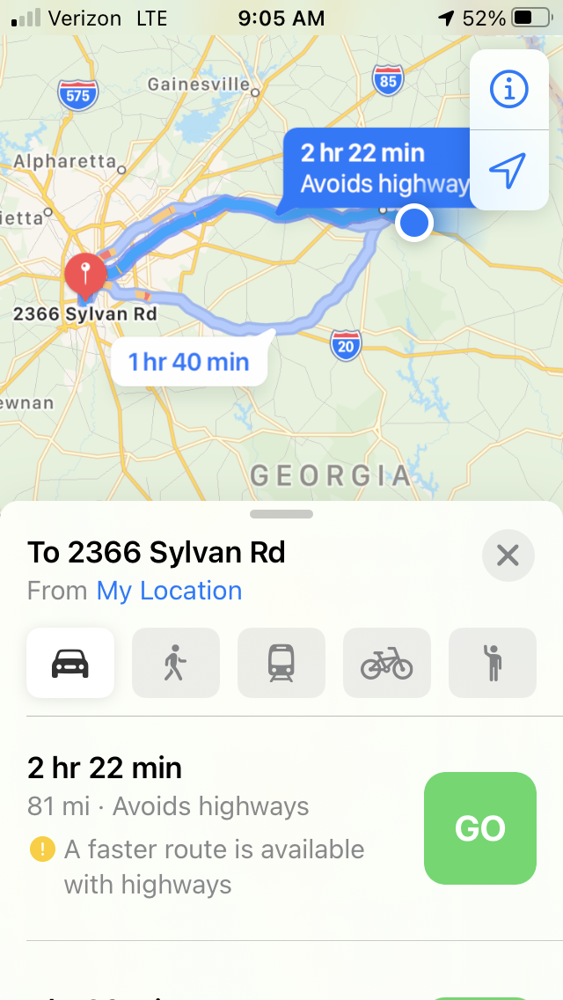 Verizon LTE 9:05 AM 52%
575
Gainesville
85
2 hr 22 min
Avoids highway
Alpharetta
ietta
2366 Sylvan Rd
1 hr 40 min
20
ewnan
GEORGIA
To 2366 Sylvan Rd
From My Location
2 hr 22 min
81 mi · Avoids highways
GO
! A faster route is available
with highways